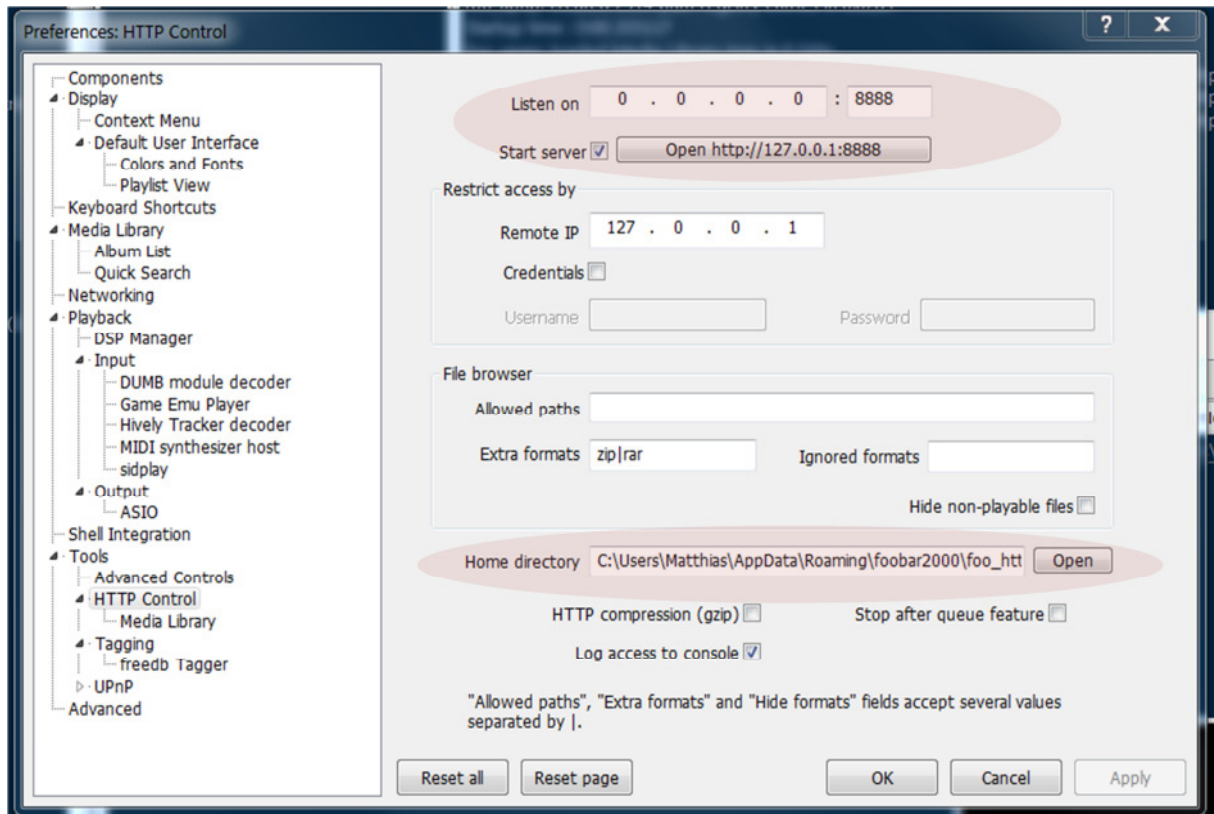 Preferences: HTTP Control
? X
Components
Display
Context Menu
Default User Interface
Colors and Fonts
Playlist View
Keyboard Shortcuts
Media Library
Album List
Quick Search
Networking
Playback
DSP Manager
Input
DUMB module decoder
Game Emu Player
Hively Tracker decoder
MIDI synthesizer host
sidplay
Output
ASIO
Shell Integration
Tools
Advanced Controls
HTTP Control
Media Library
Tagging
freedb Tagger
UPnP
Advanced
Listen on 0 . 0 . 0 . 0 : 8888
Start server Open http://127.0.0.1:8888
Restrict access by
Remote IP 127 . 0 . 0 . 1
Credentials
Username Password
File browser
Allowed paths
Extra formats zip|rar Ignored formats
Hide non-playable files
Home directory C:\Users\Matthias\AppData\Roaming\foobar2000\foo_htt Open
HTTP compression (gzip) Stop after queue feature
Log access to console
"Allowed paths", "Extra formats" and "Hide formats" fields accept several values
separated by |.
Reset all Reset page OK Cancel Apply